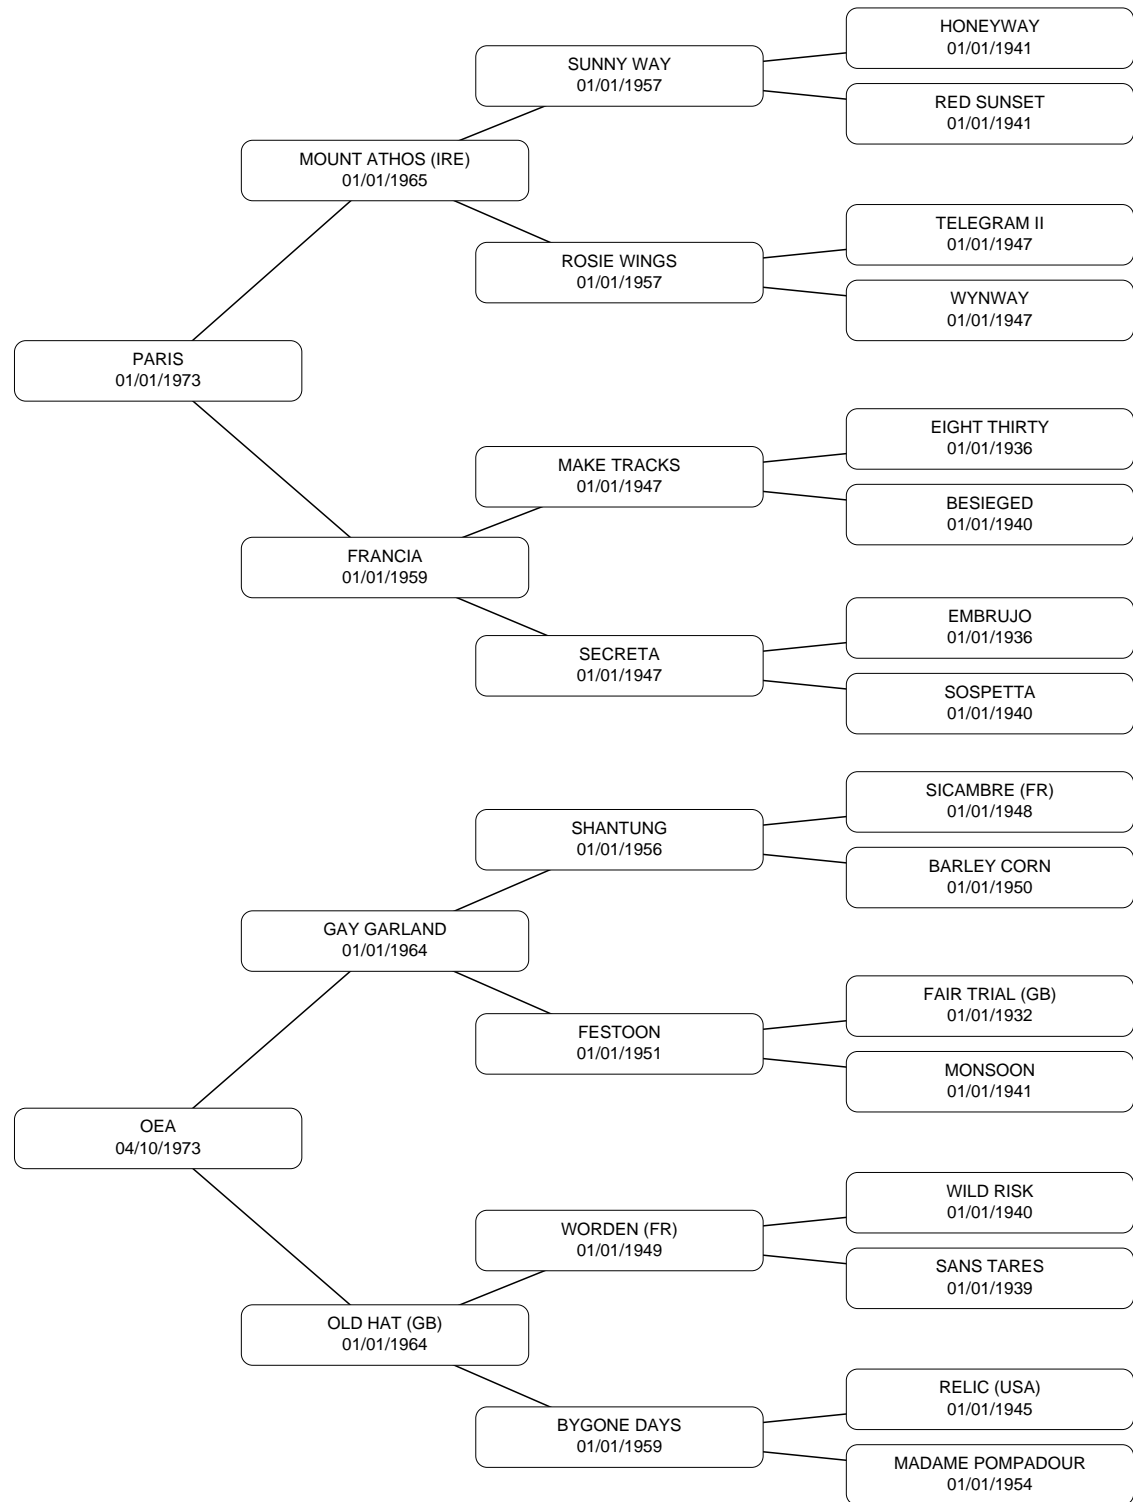 HONEYWAY
01/01/1941
SUNNY WAY
01/01/1957
RED SUNSET
01/01/1941
MOUNT ATHOS (IRE)
01/01/1965
TELEGRAM II
01/01/1947
ROSIE WINGS
01/01/1957
WYNWAY
01/01/1947
PARIS
01/01/1973
EIGHT THIRTY
01/01/1936
MAKE TRACKS
01/01/1947
BESIEGED
01/01/1940
FRANCIA
01/01/1959
EMBRUJO
01/01/1936
SECRETA
01/01/1947
SOSPETTA
01/01/1940
SICAMBRE (FR)
01/01/1948
SHANTUNG
01/01/1956
BARLEY CORN
01/01/1950
GAY GARLAND
01/01/1964
FAIR TRIAL (GB)
01/01/1932
FESTOON
01/01/1951
MONSOON
01/01/1941
OEA
04/10/1973
WILD RISK
01/01/1940
WORDEN (FR)
01/01/1949
SANS TARES
01/01/1939
OLD HAT (GB)
01/01/1964
RELIC (USA)
01/01/1945
BYGONE DAYS
01/01/1959
MADAME POMPADOUR
01/01/1954